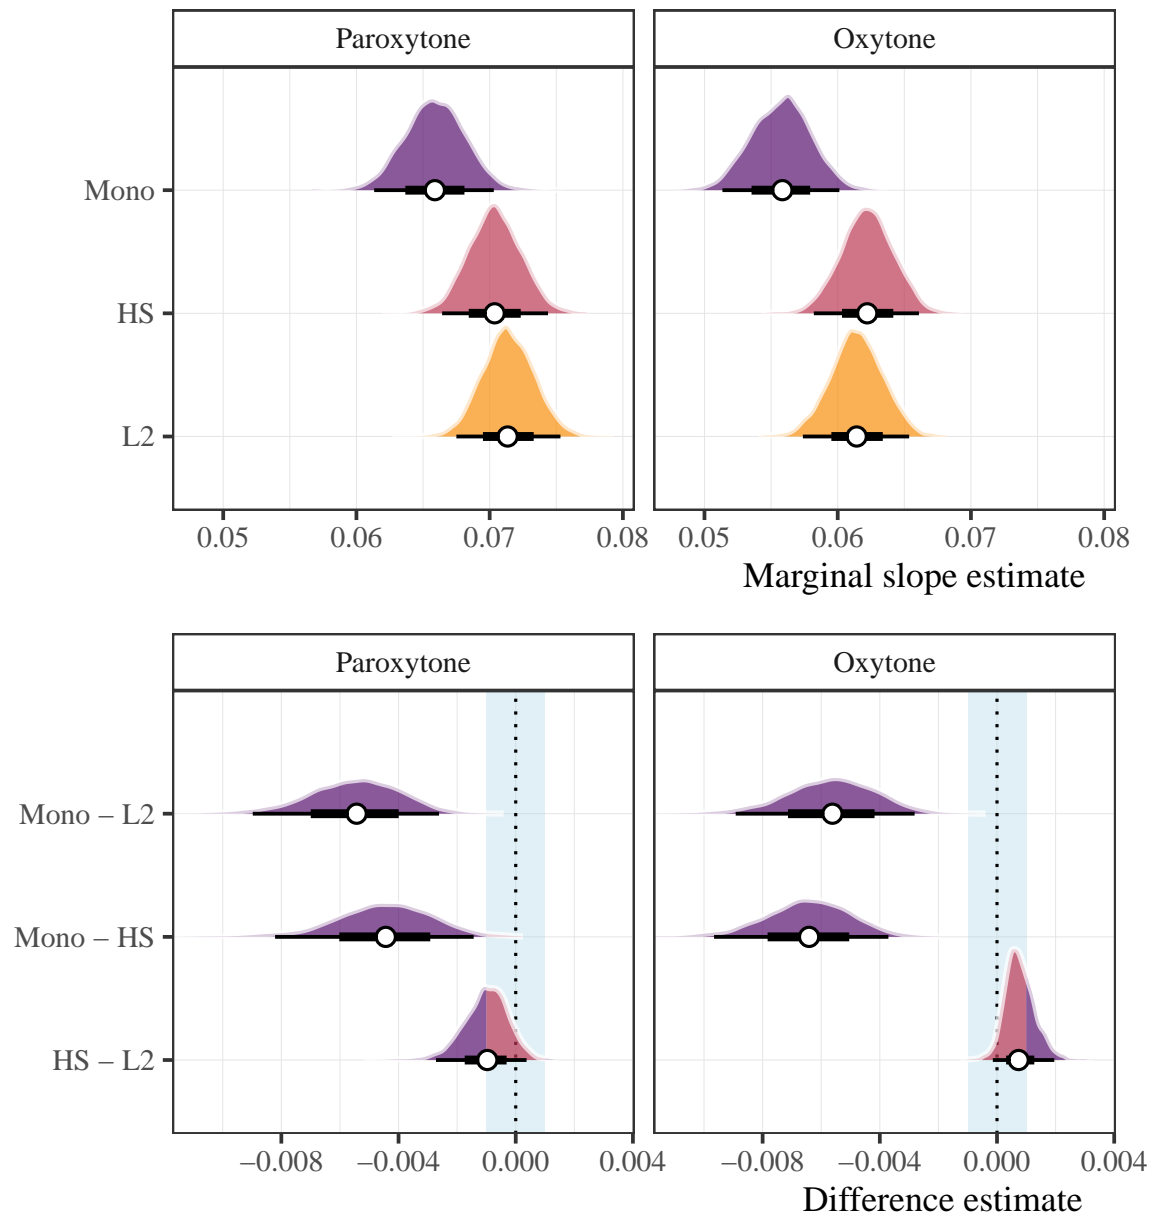 Paroxytone Oxytone
Mono
HS
L2
0.05 0.06 0.07 0.08 0.05 0.06 0.07 0.08
Marginal slope estimate
Paroxytone Oxytone
Mono − L2
Mono − HS
HS − L2
−0.008 −0.004 0.000 0.004 −0.008 −0.004 0.000 0.004
Difference estimate